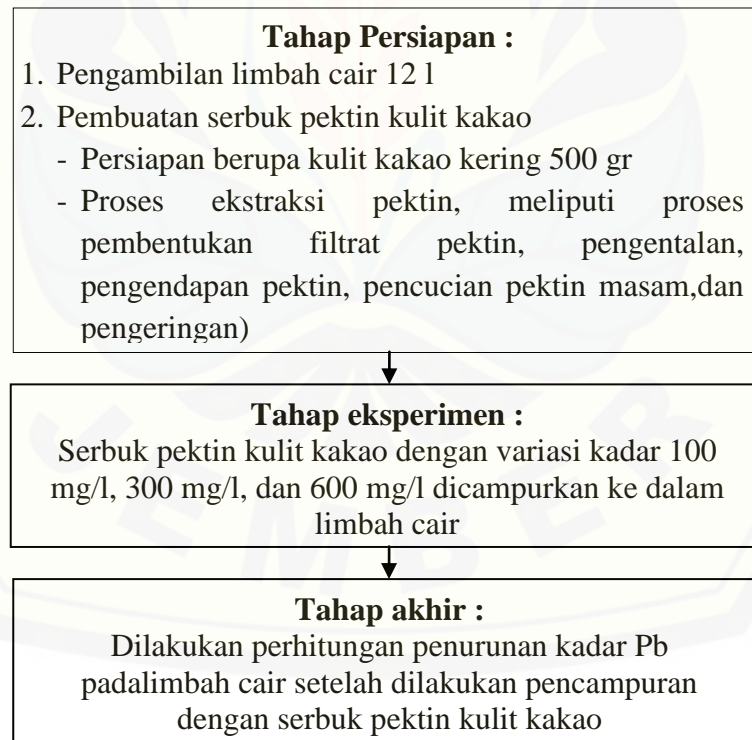 Tahap Persiapan :
1. Pengambilan limbah cair 12 l
2. Pembuatan serbuk pektin kulit kakao
- Persiapan berupa kulit kakao kering 500 gr
- Proses ekstraksi pektin, meliputi proses
pembentukan filtrat pektin, pengentalan,
pengendapan pektin, pencucian pektin masam,dan
pengeringan)
Tahap eksperimen :
Serbuk pektin kulit kakao dengan variasi kadar 100
mg/l, 300 mg/l, dan 600 mg/l dicampurkan ke dalam
limbah cair
Tahap akhir :
Dilakukan perhitungan penurunan kadar Pb
padalimbah cair setelah dilakukan pencampuran
dengan serbuk pektin kulit kakao
JEMBER